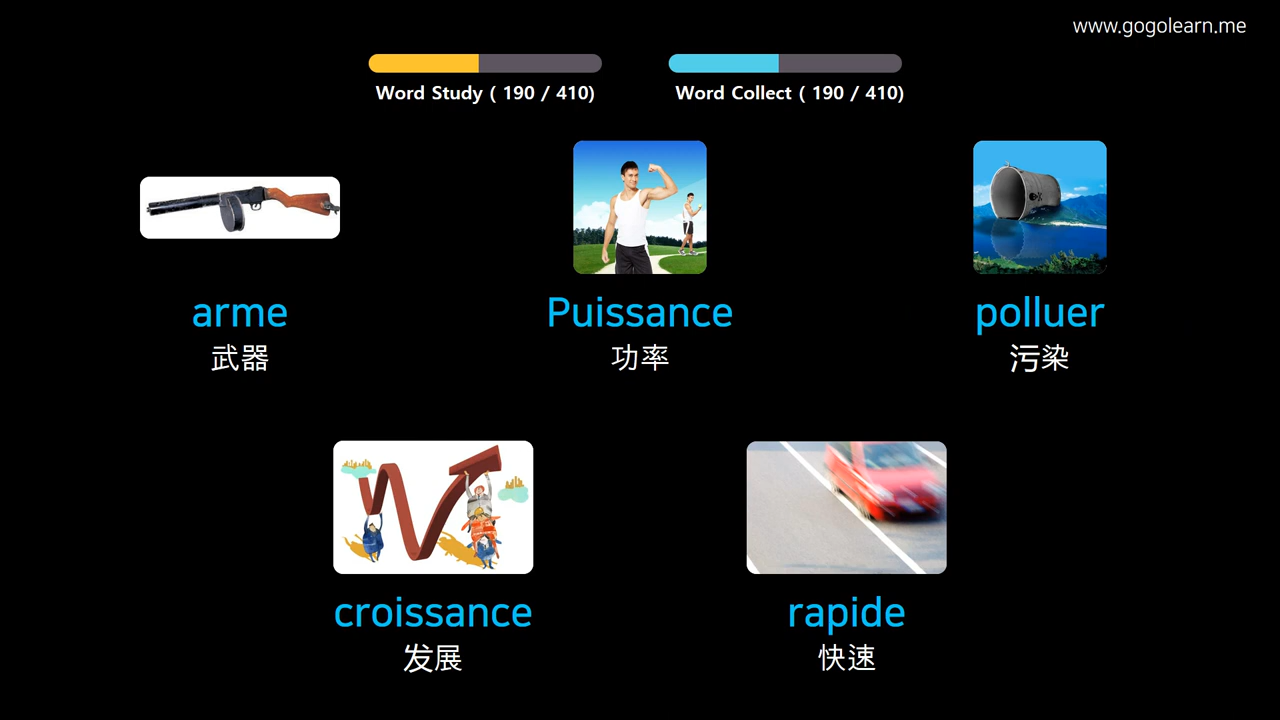 www.gogolearn.me
Word Study ( 190 / 410)
Word Collect ( 190 / 410)
arme
武器
Puissance
功率
polluer
污染
croissance
发展
rapide
快速